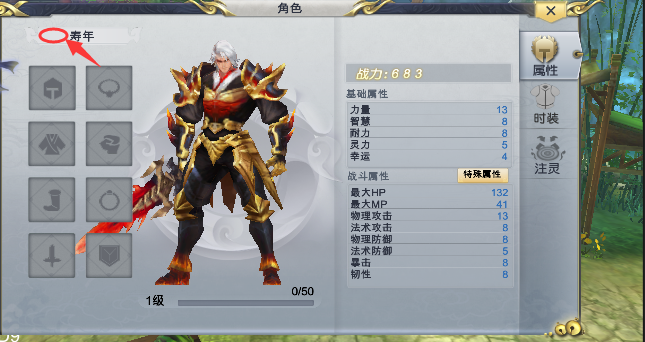 角色
寿年
战力:683
属性
基础属性
力量 13
智慧 8
耐力 8
灵力 5
幸运 4
时装
注灵
战斗属性 特殊属性
最大HP 132
最大MP 41
物理攻击 13
法术攻击 8
物理防御 8
法术防御 5
暴击 8
韧性 8
0/50
1级